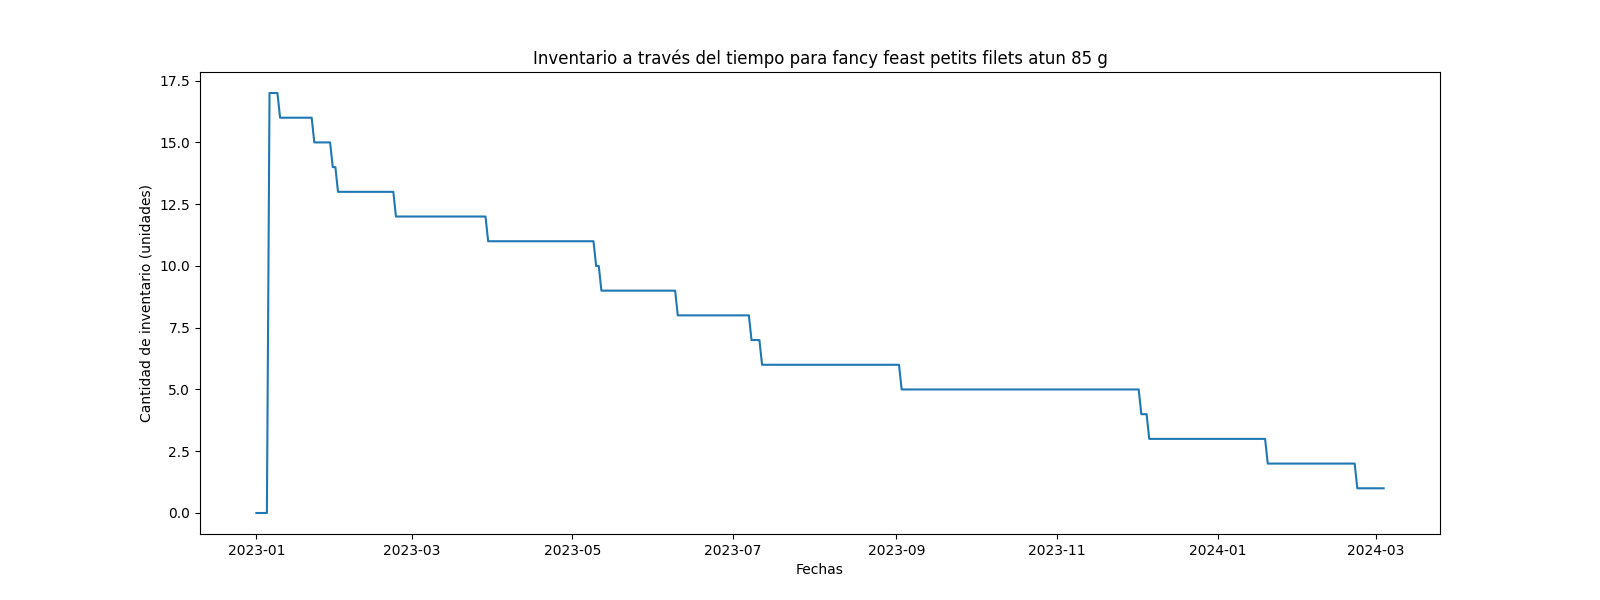 Inventario a través del tiempo para fancy feast petits filets atun 85 g
Cantidad de inventario (unidades)
17.5
15.0
12.5
10.0
7.5
5.0
2.5
0.0
2023-01 2023-03 2023-05 2023-07 2023-09 2023-11 2024-01 2024-03
Fechas